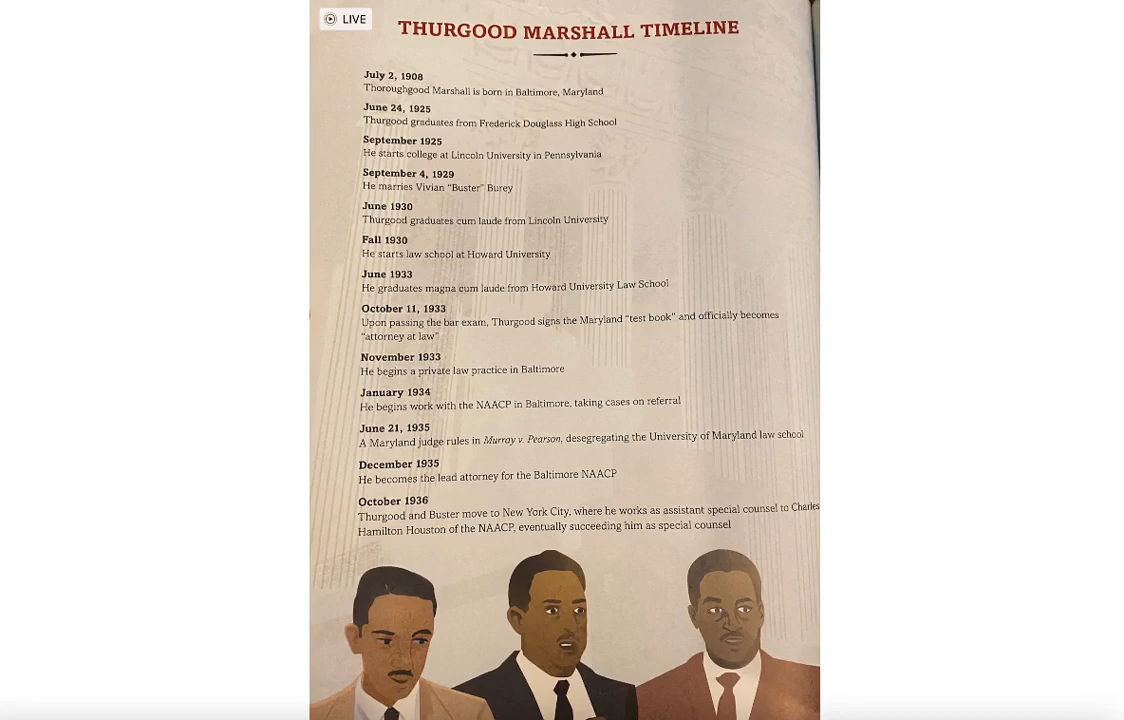 LIVE
THURGOOD MARSHALL TIMELINE
July 2, 1908
Thoroughgood Marshall is born in Baltimore, Maryland
June 24, 1925
Thurgood graduates from Frederick Douglass High School
September 1925
He starts college at Lincoln University in Pennsylvania
September 4, 1929
He marries Vivian "Buster" Burey
June 1930
Thurgood graduates cum laude from Lincoln University
Fall 1930
He starts law school at Howard University
June 1933
He graduates magna cum laude from Howard University Law School
October 11, 1933
Upon passing the bar exam, Thurgood signs the Maryland "test book" and officially becomes
"attorney at law"
November 1933
He begins a private law practice in Baltimore
January 1934
He begins work with the NAACP in Baltimore, taking cases on referral
June 21, 1935
A Maryland judge rules in Murray v. Pearson, desegregating the University of Maryland law school
December 1935
He becomes the lead attorney for the Baltimore NAACP
October 1936
Thurgood and Buster move to New York City, where he works as assistant special counsel to Charles
Hamilton Houston of the NAACP, eventually succeeding him as special counsel